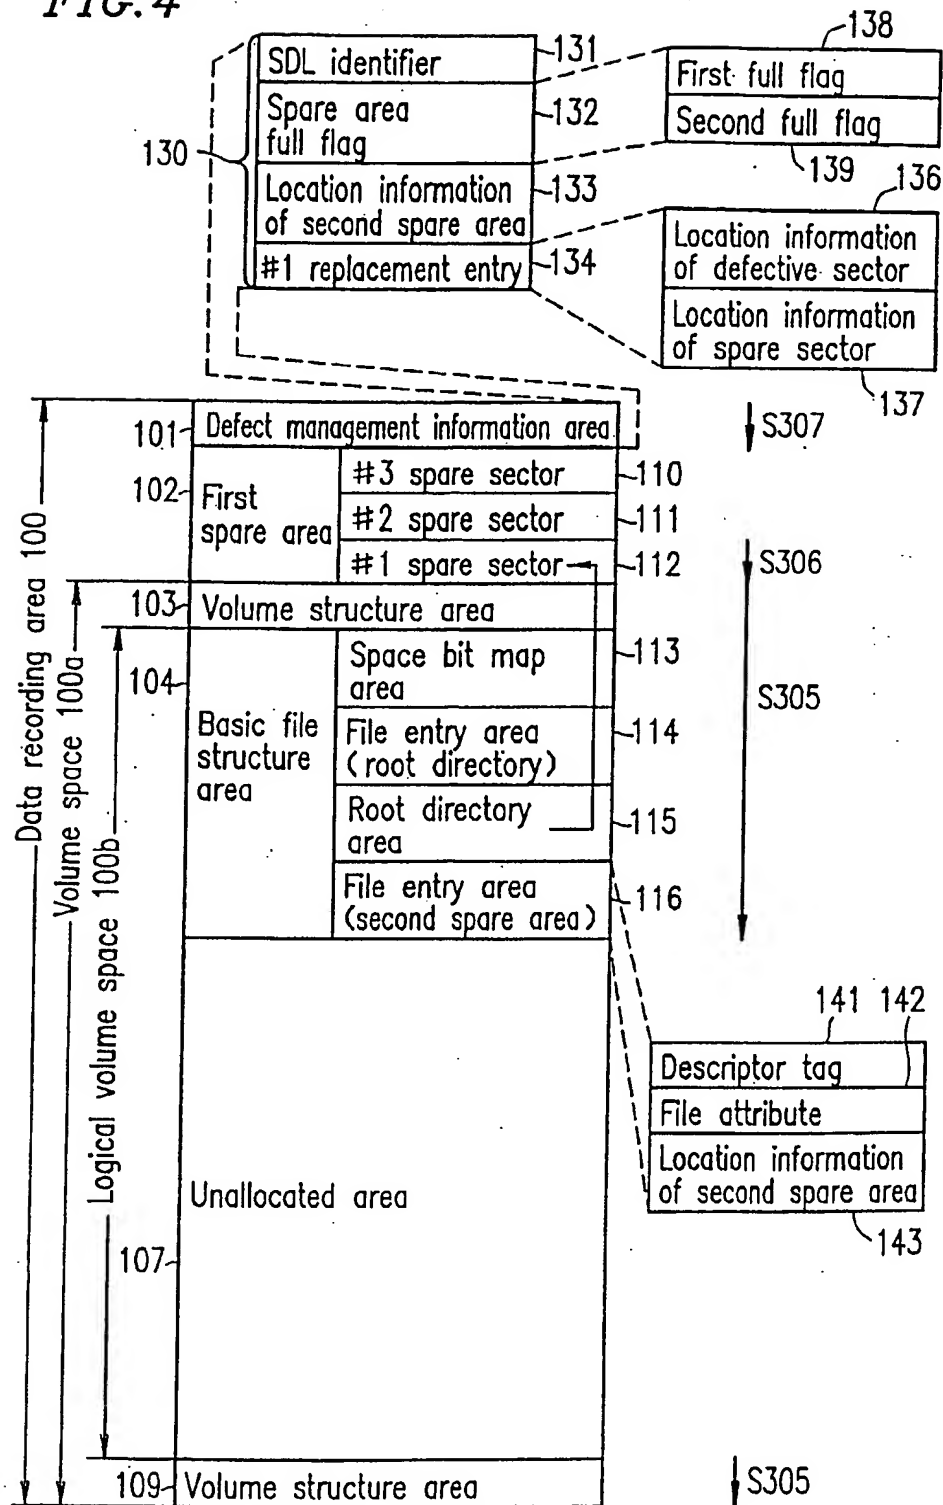 FIG. 4
138
131
SDL identifier
First full flag
Spare area
full flag
132
Second full flag
130
139
Location information
of second spare area
133
136
#1 replacement entry
134
Location information
of defective sector
Location information
of spare sector
137
101
Defect management information area
S307
102
First
spare area
#3 spare sector
110
#2 spare sector
111
#1 spare sector
112
S306
103
Volume structure area
104
Basic file
structure
area
Space bit map
area
113
S305
File entry area
(root directory)
114
Root directory
area
115
File entry area
(second spare area)
116
Data recording area 100
Volume space 100a
Logical volume space 100b
141 142
Descriptor tag
File attribute
Location information
of second spare area
143
Unallocated area
107
109
Volume structure area
S305